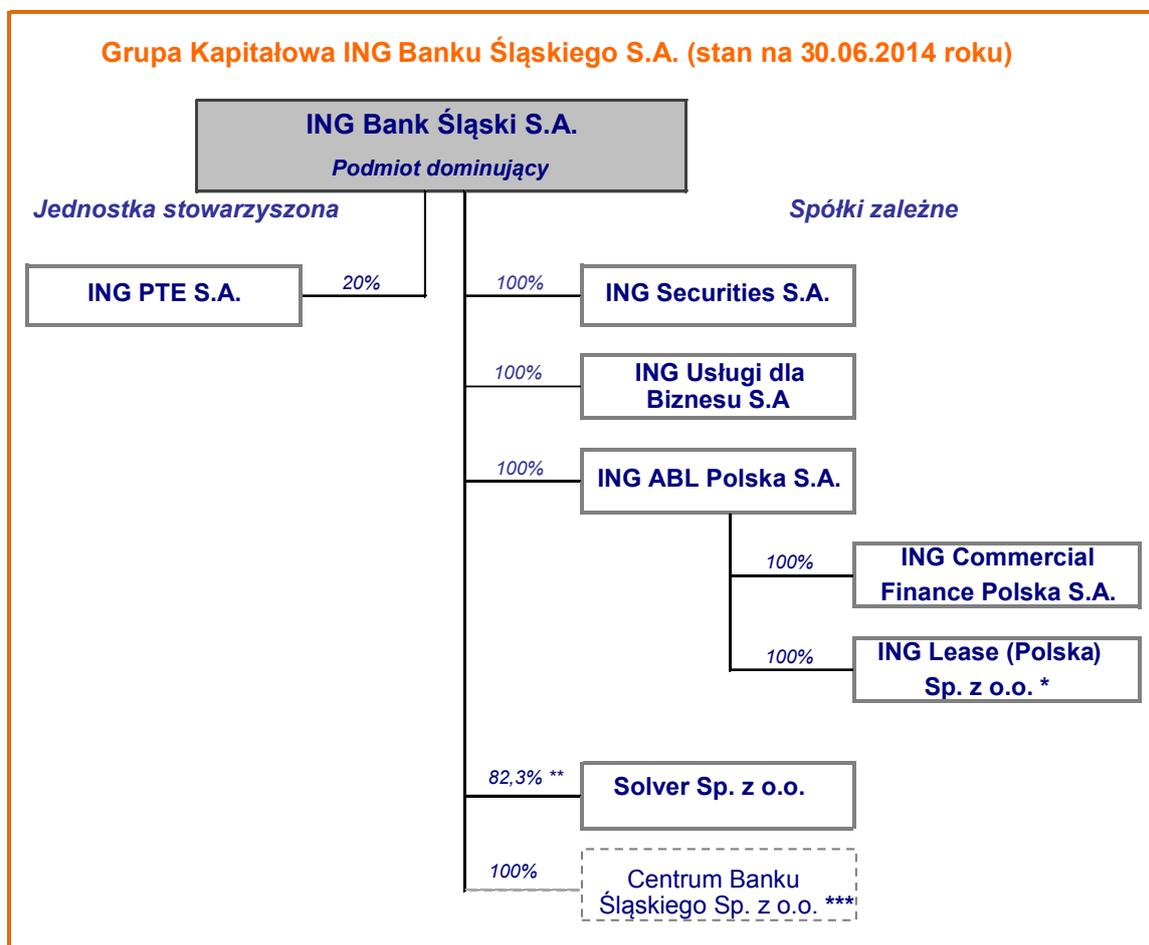 Grupa Kapitałowa ING Banku Śląskiego S.A. (stan na 30.06.2014 roku)
ING Bank Śląski S.A.
Podmiot dominujący
Jednostka stowarzyszona
Spółki zależne
ING PTE S.A.
20%
100%
ING Securities S.A.
100%
ING Usługi dla
Biznesu S.A
100%
ING ABL Polska S.A.
100%
ING Commercial
Finance Polska S.A.
100%
ING Lease (Polska)
Sp. z o.o. *
82,3% **
Solver Sp. z o.o.
100%
Centrum Banku
Śląskiego Sp. z o.o. ***